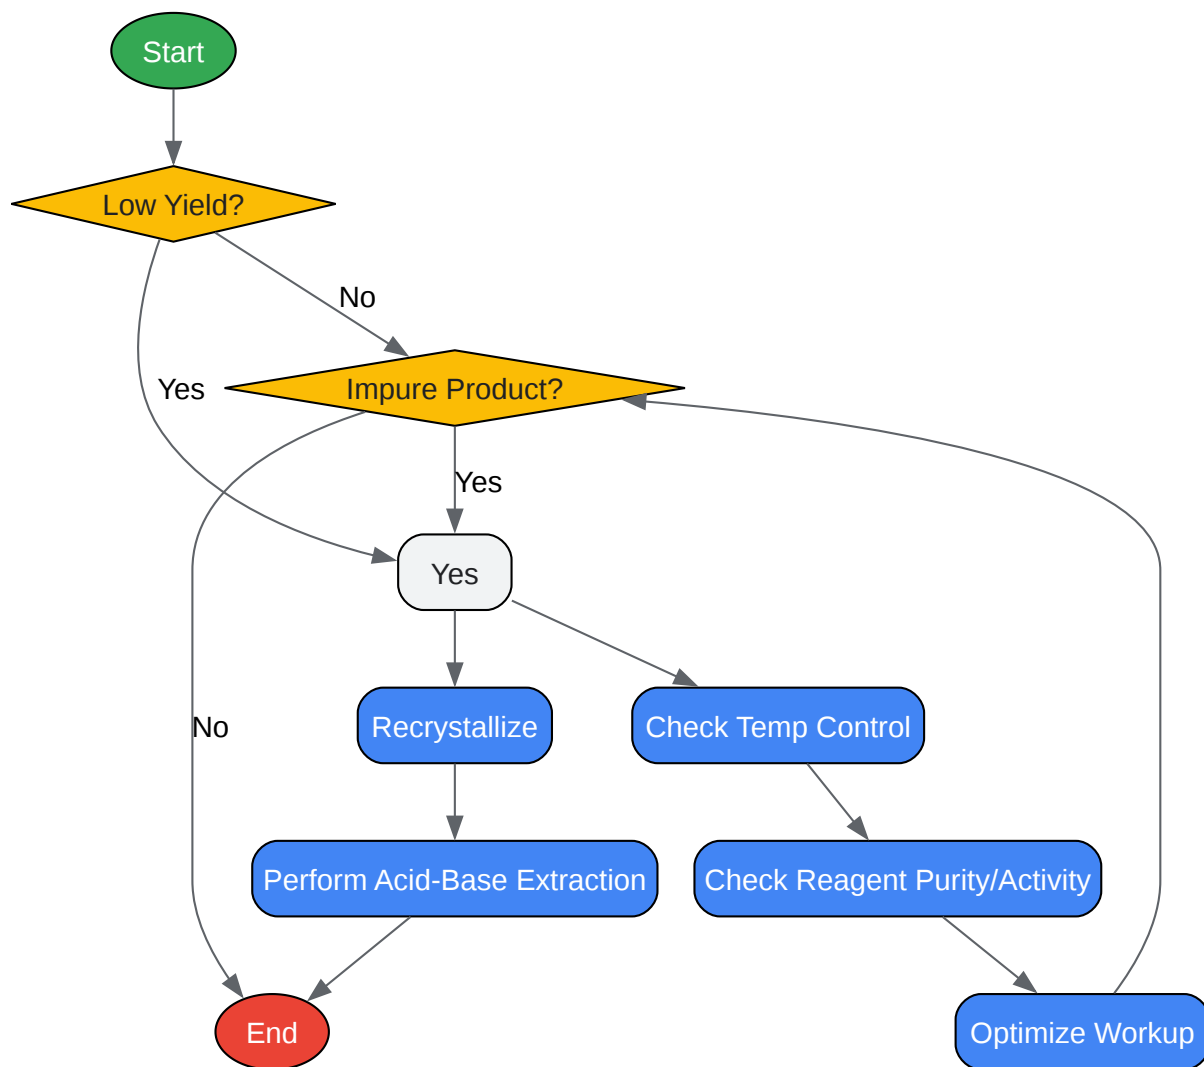 Start
Low Yield?
No
Yes
Impure Product?
Yes
Yes
Recrystallize
Check Temp Control
No
Perform Acid-Base Extraction
Check Reagent Purity/Activity
End
Optimize Workup